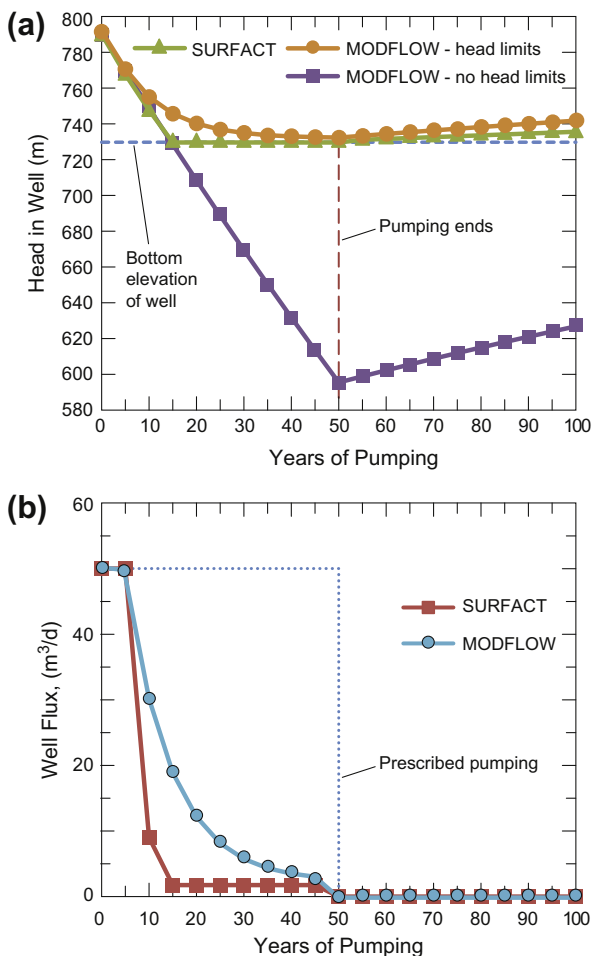 (a)
800
780
760
740
720
700
680
660
640
620
600
580
Head in Well (m)
SURFACT
MODFLOW - head limits
MODFLOW - no head limits
Bottom
elevation
of well
Pumping ends
0 10 20 30 40 50 60 70 80 90 100
Years of Pumping
(b)
60
40
20
0
Well Flux, (m³/d)
SURFACT
MODFLOW
Prescribed pumping
0 10 20 30 40 50 60 70 80 90 100
Years of Pumping